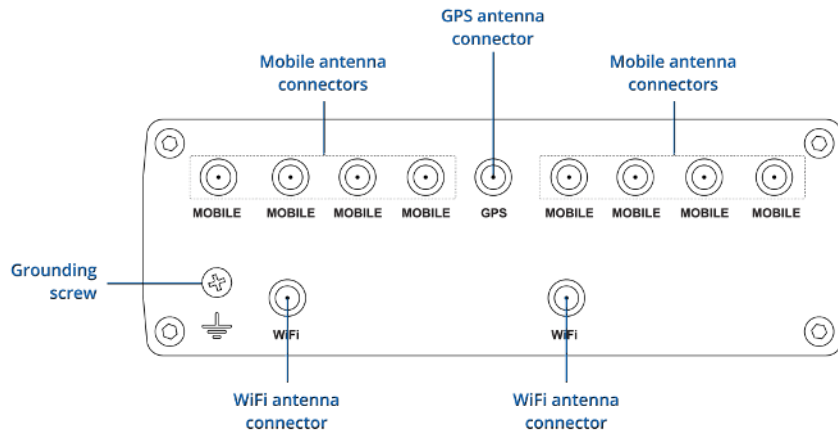 GPS antenna
connector
Mobile antenna
connectors
Mobile antenna
connectors
MOBILE MOBILE MOBILE MOBILE GPS MOBILE MOBILE MOBILE MOBILE
Grounding
screw
WiFi WiFi
WiFi antenna
connector
WiFi antenna
connector